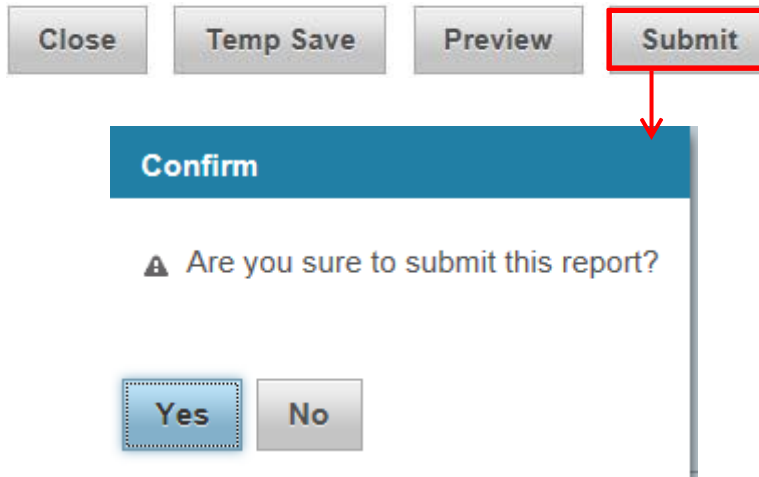 Close Temp Save Preview Submit
Confirm
Are you sure to submit this report?
Yes No